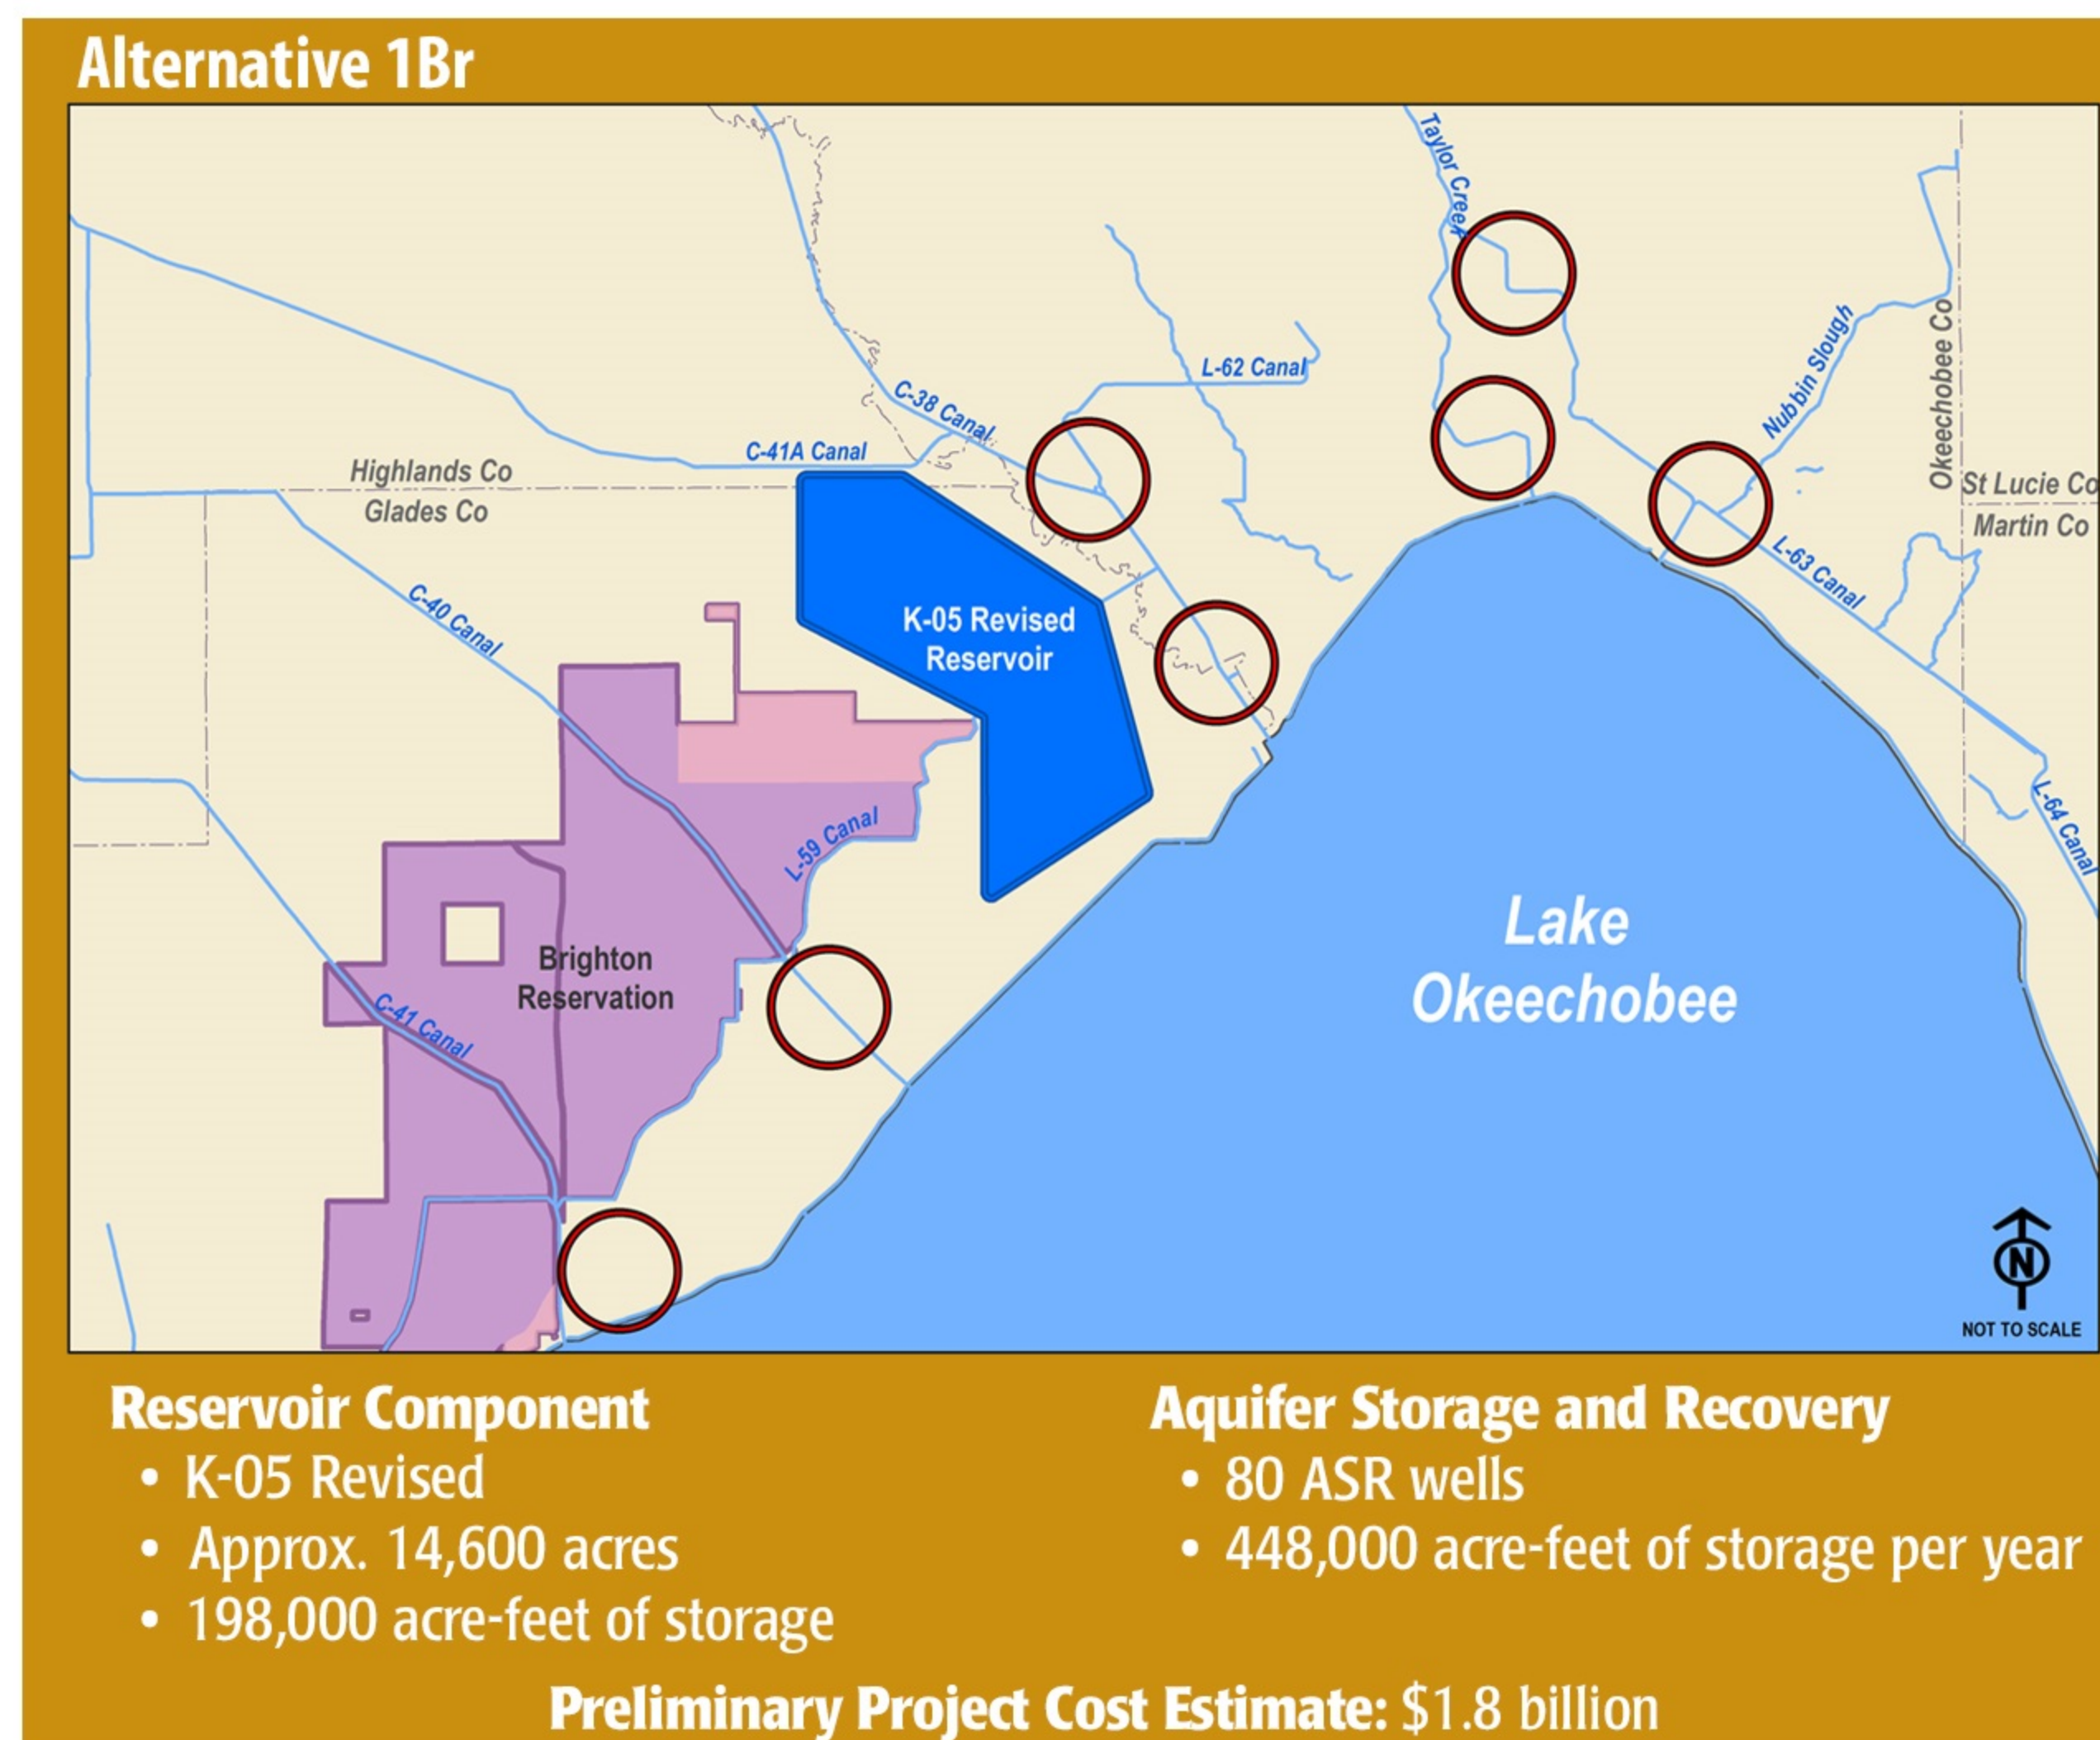 Alternative 1Br
Taylor Creek
Nubbin Slough
Okeechobee Co
L-62 Canal
C-38 Canal
C-41A Canal
Highlands Co
Glades Co
St Lucie Co
Martin Co
L-63 Canal
C-40 Canal
K-05 Revised
Reservoir
L-59 Canal
L-64 Canal
Lake
Okeechobee
Brighton
Reservation
C-41 Canal
N
NOT TO SCALE
Reservoir Component
• K-05 Revised
• Approx. 14,600 acres
• 198,000 acre-feet of storage
Aquifer Storage and Recovery
• 80 ASR wells
• 448,000 acre-feet of storage per year
Preliminary Project Cost Estimate: $1.8 billion